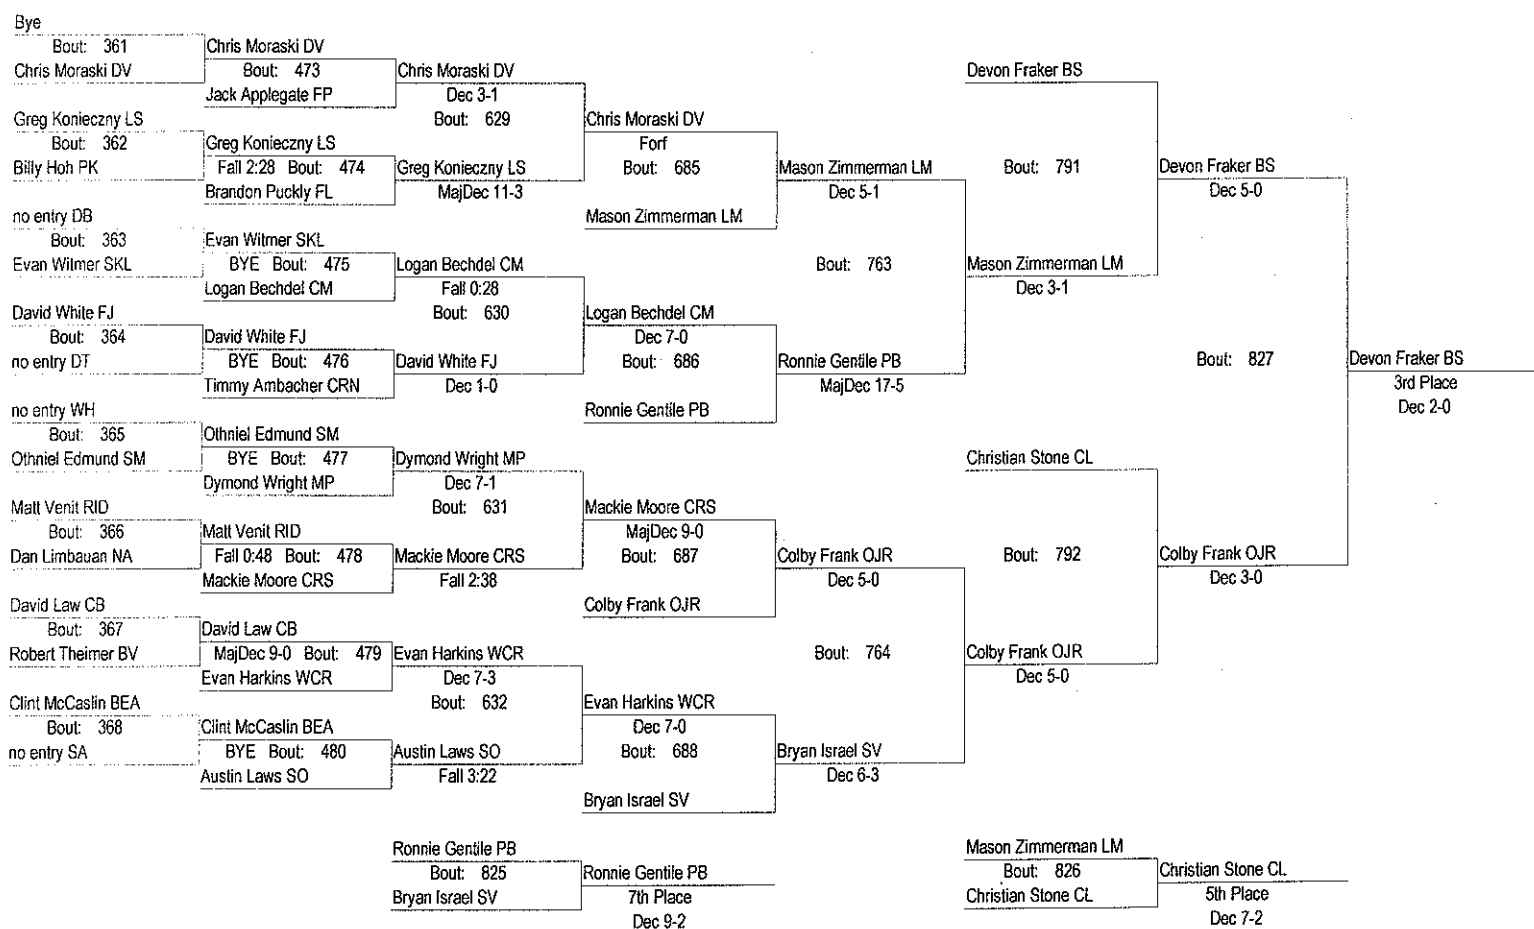 Bye
Bout: 361
Chris Moraski DV
Greg Konieczny LS
Bout: 362
Billy Hoh PK
no entry DB
Bout: 363
Evan Wilmer SKL
David White FJ
Bout: 364
no entry DT
no entry WH
Bout: 365
Othniel Edmund SM
Matt Venit RID
Bout: 366
Dan Limbauan NA
David Law CB
Bout: 367
Robert Theimer BV
Clint McCaslin BEA
Bout: 368
no entry SA
Chris Moraski DV
Bout: 473
Jack Applegate FP
Greg Konieczny LS
Fall 2:28 Bout: 474
Brandon Puckly FL
Evan Witmer SKL
BYE Bout: 475
Logan Bechdel CM
David White FJ
BYE Bout: 476
Timmy Ambacher CRN
Othniel Edmund SM
BYE Bout: 477
Dymond Wright MP
Matt Venit RID
Fall 0:48 Bout: 478
Mackie Moore CRS
David Law CB
MajDec 9-0 Bout: 479
Evan Harkins WCR
Clint McCaslin BEA
BYE Bout: 480
Austin Laws SO
Chris Moraski DV
Dec 3-1
Bout: 629
Greg Konieczny LS
MajDec 11-3
Logan Bechdel CM
Fall 0:28
Bout: 630
David White FJ
Dec 1-0
Dymond Wright MP
Dec 7-1
Bout: 631
Mackie Moore CRS
Fall 2:38
Evan Harkins WCR
Dec 7-3
Bout: 632
Austin Laws SO
Fall 3:22
Chris Moraski DV
Forf
Bout: 685
Mason Zimmerman LM
Logan Bechdel CM
Dec 7-0
Bout: 686
Ronnie Gentile PB
Mackie Moore CRS
MajDec 9-0
Bout: 687
Colby Frank OJR
Evan Harkins WCR
Dec 7-0
Bout: 688
Bryan Israel SV
Mason Zimmerman LM
Dec 5-1
Bout: 763
Ronnie Gentile PB
MajDec 17-5
Colby Frank OJR
Dec 5-0
Bout: 764
Bryan Israel SV
Dec 6-3
Devon Fraker BS
Bout: 791
Mason Zimmerman LM
Dec 3-1
Christian Stone CL
Bout: 792
Colby Frank OJR
Dec 5-0
Devon Fraker BS
Dec 5-0
Bout: 827
Colby Frank OJR
Dec 3-0
Devon Fraker BS
3rd Place
Dec 2-0
Ronnie Gentile PB
Bout: 825
Bryan Israel SV
Ronnie Gentile PB
7th Place
Dec 9-2
Mason Zimmerman LM
Bout: 826
Christian Stone CL
Christian Stone CL
5th Place
Dec 7-2